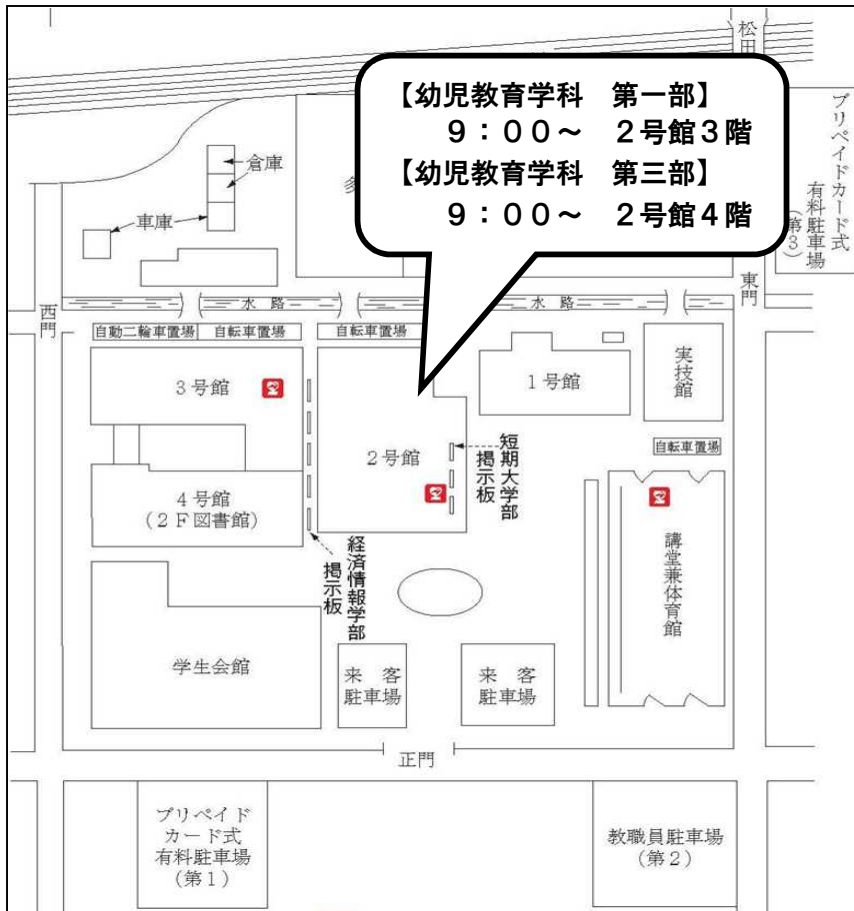 松田
【幼児教育学科 第一部】
9：00～ 2号館3階
【幼児教育学科 第三部】
9：00～ 2号館4階
プリペイドカード式
有料駐車場
(第3)
倉庫
多
車庫
西門
東門
水路
水路
自動二輪車置場
自転車置場
自転車置場
3号館
1号館
実技館
自転車置場
2号館
短期大学部
掲示板
4号館
(2F図書館)
経済情報学部
掲示板
講堂兼体育館
学生会館
来客
駐車場
来客
駐車場
正門
プリペイド
カード式
有料駐車場
(第1)
教職員駐車場
(第2)